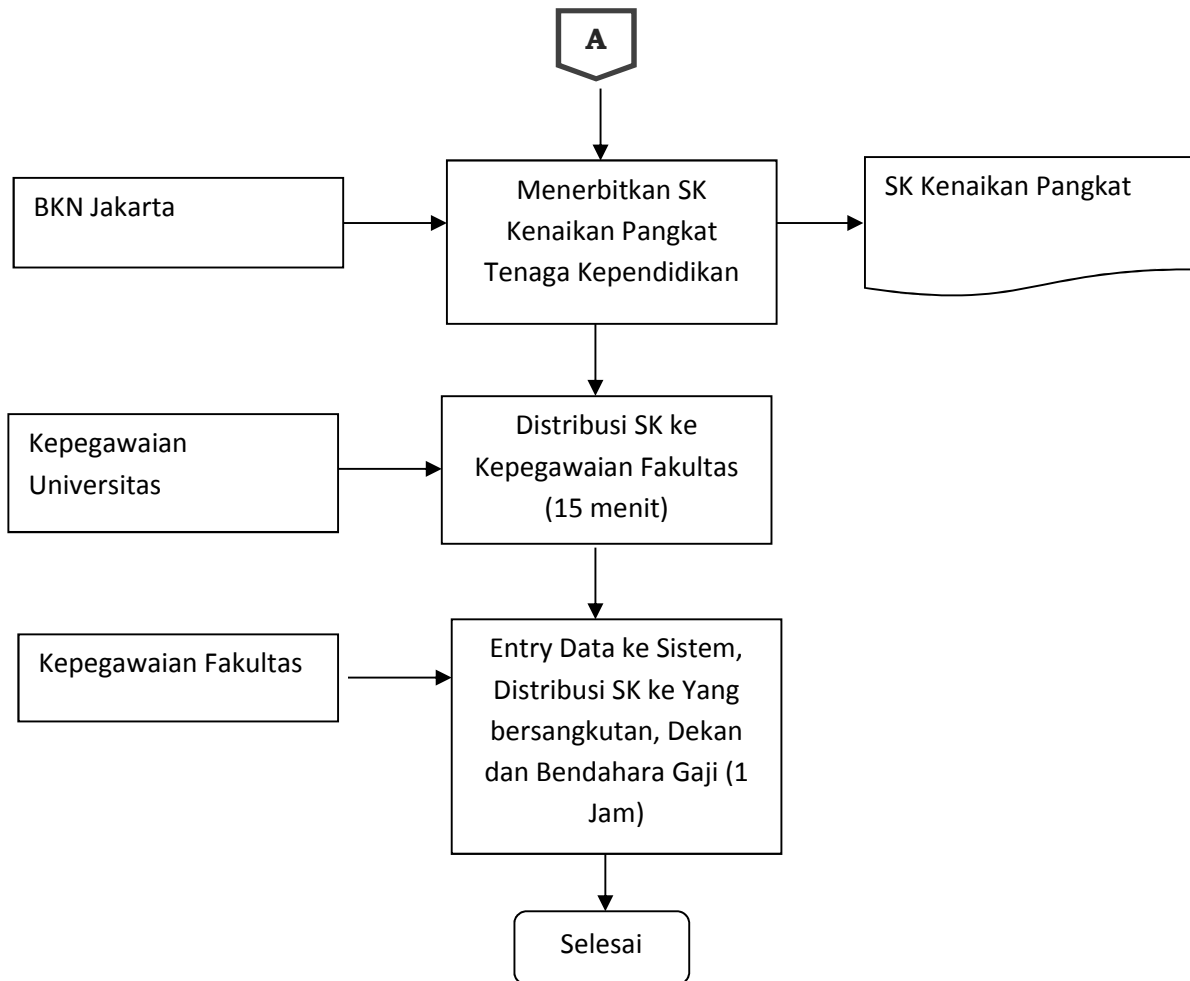 A
BKN Jakarta
Menerbitkan SK
Kenaikan Pangkat
Tenaga Kependidikan
SK Kenaikan Pangkat
Kepegawaian
Universitas
Distribusi SK ke
Kepegawaian Fakultas
(15 menit)
Kepegawaian Fakultas
Entry Data ke Sistem,
Distribusi SK ke Yang
bersangkutan, Dekan
dan Bendahara Gaji (1
Jam)
Selesai